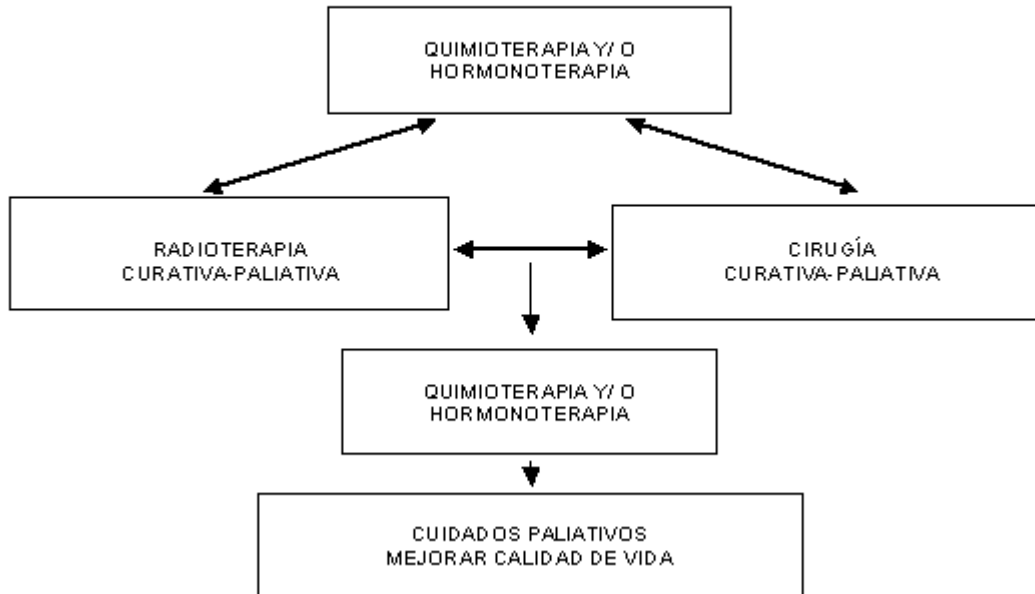 QUIMIOTERAPIA Y/ O
HORMONOTERAPIA
RADIOTERAPIA
CURATIVA-PALIATIVA
CIRUGÍA
CURATIVA-PALIATIVA
QUIMIOTERAPIA Y/ O
HORMONOTERAPIA
CUIDADOS PALIATIVOS
MEJORAR CALIDAD DE VIDA